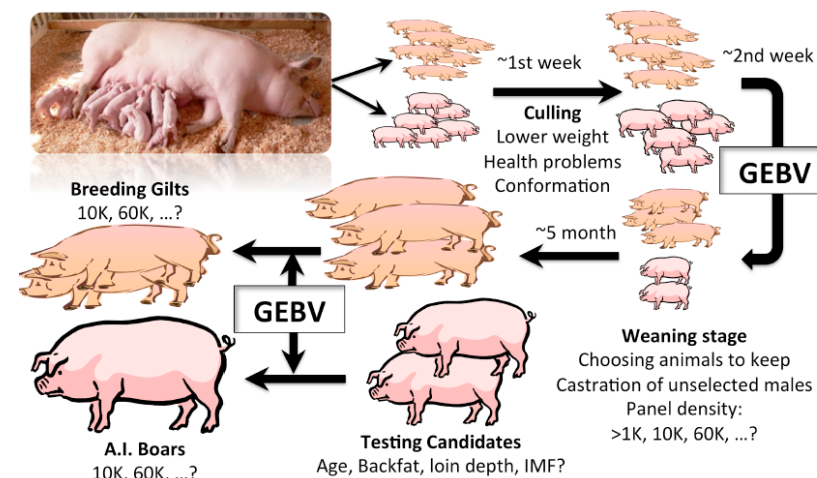 ~1st week
Culling
Lower weight
Health problems
Conformation
~2nd week
GEBV
Weaning stage
Choosing animals to keep
Castration of unselected males
Panel density:
>1K, 10K, 60K, ...?
~5 month
Testing Candidates
Age, Backfat, loin depth, IMF?
GEBV
Breeding Gilts
10K, 60K, ...?
A.I. Boars
10K, 60K, ...?